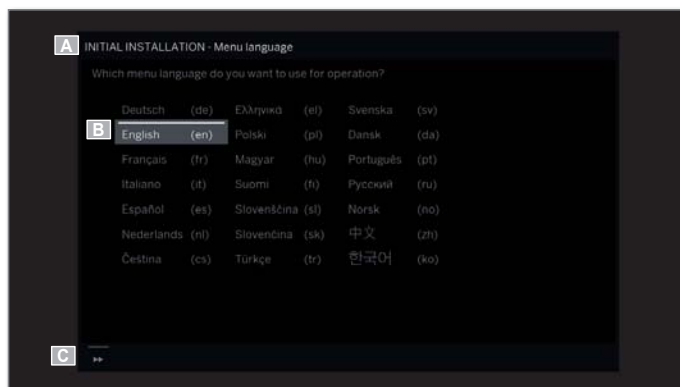 A INITIAL INSTALLATION - Menu language
Which menu language do you want to use for operation?
Deutsch (de) Ελληνικά (el) Svenska (sv)
B English (en) Polski (pl) Dansk (da)
Français (fr) Magyar (hu) Português (pt)
Italiano (it) Suomi (fi) Русский (ru)
Español (es) Slovenščina (sl) Norsk (no)
Nederlands (nl) Slovenčina (sk) 中文 (zh)
Čeština (cs) Türkçe (tr) 한국어 (ko)
C